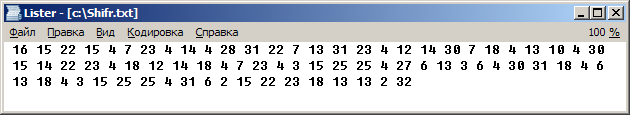 Lister - [c:\Shifr.txt]
Файл Правка Вид Кодировка Справка 100 %
16 15 22 15 4 7 23 4 14 4 28 31 22 7 13 31 23 4 12 14 30 7 18 4 13 10 4 30
15 14 22 23 4 18 12 14 18 4 7 23 4 3 15 25 25 4 27 6 13 3 6 4 30 31 18 4 6
13 18 4 3 15 25 25 4 31 6 2 15 22 23 18 13 13 2 32